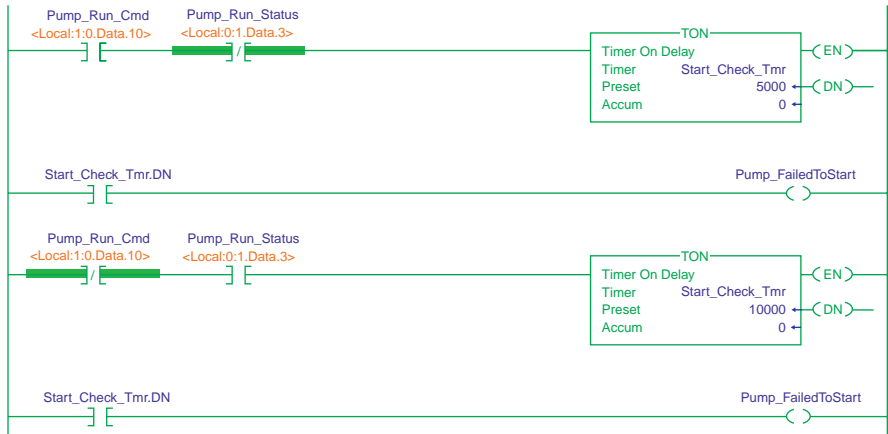 Pump_Run_Cmd Pump_Run_Status
<Local:1:0.Data.10> <Local:0:1.Data.3>
TON
Timer On Delay EN
Timer Start_Check_Tmr
Preset 5000 DN
Accum 0
Start_Check_Tmr.DN Pump_FailedToStart
Pump_Run_Cmd Pump_Run_Status
<Local:1:0.Data.10> <Local:0:1.Data.3>
TON
Timer On Delay EN
Timer Start_Check_Tmr
Preset 10000 DN
Accum 0
Start_Check_Tmr.DN Pump_FailedToStart